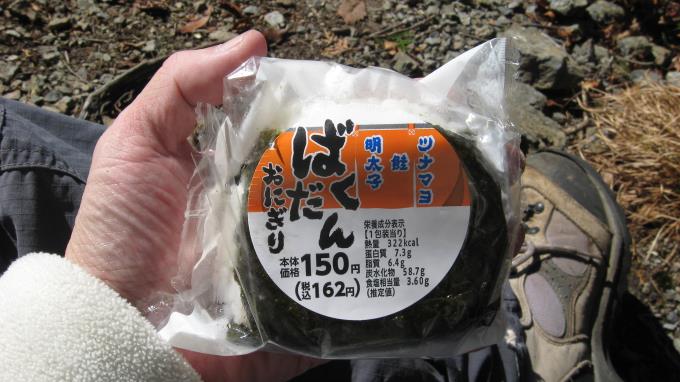 ツナマヨ
鮭
明太子
ばくだん
おにぎり
本体
価格150円
(税込162円)
栄養成分表示
【1包装当り】
熱量 322kcal
蛋白質 7.3g
脂質 6.4g
炭水化物 58.7g
食塩相当量 3.60g
(推定値)